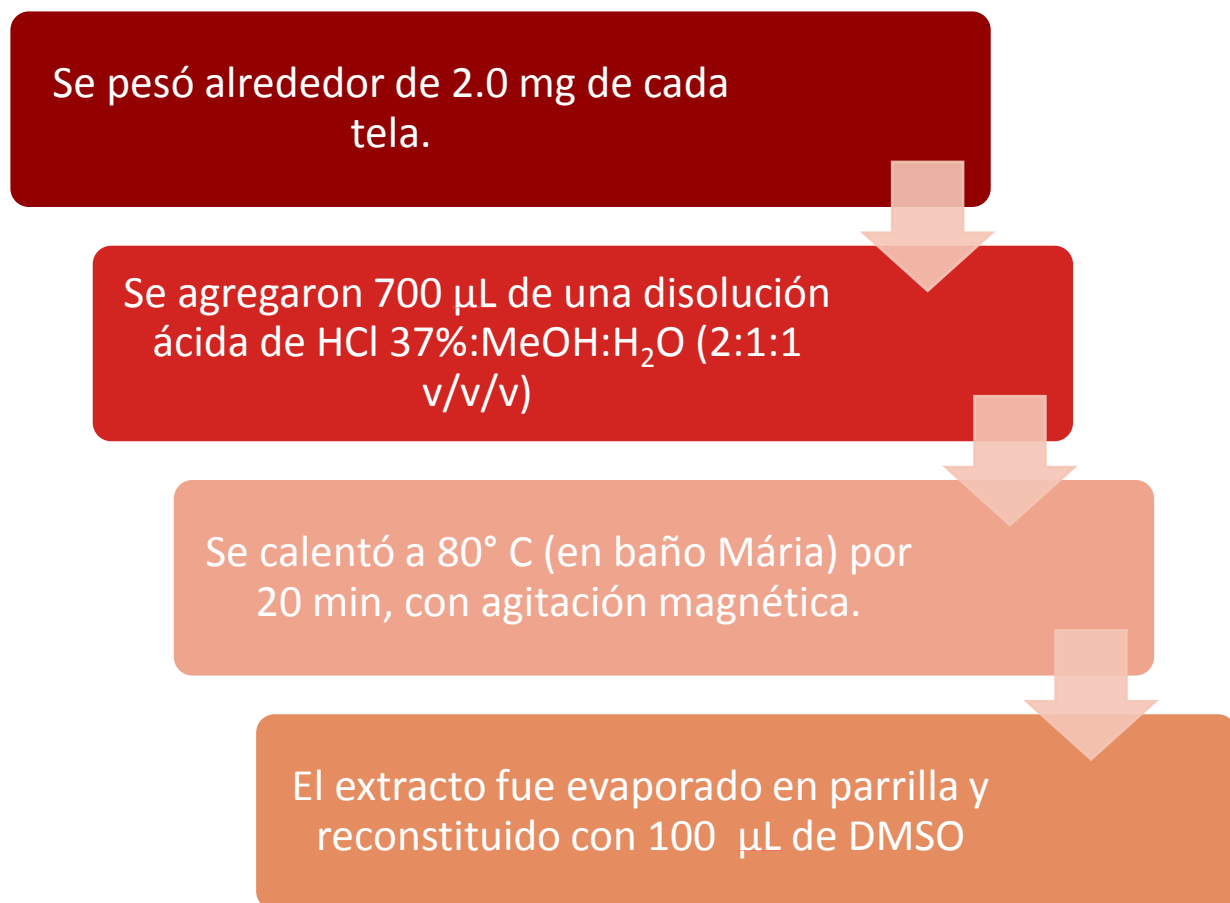 Se pesó alrededor de 2.0 mg de cada
tela.
Se agregaron 700 µL de una disolución
ácida de HCl 37%:MeOH:H₂O (2:1:1
v/v/v)
Se calentó a 80° C (en baño Mária) por
20 min, con agitación magnética.
El extracto fue evaporado en parrilla y
reconstituido con 100 µL de DMSO